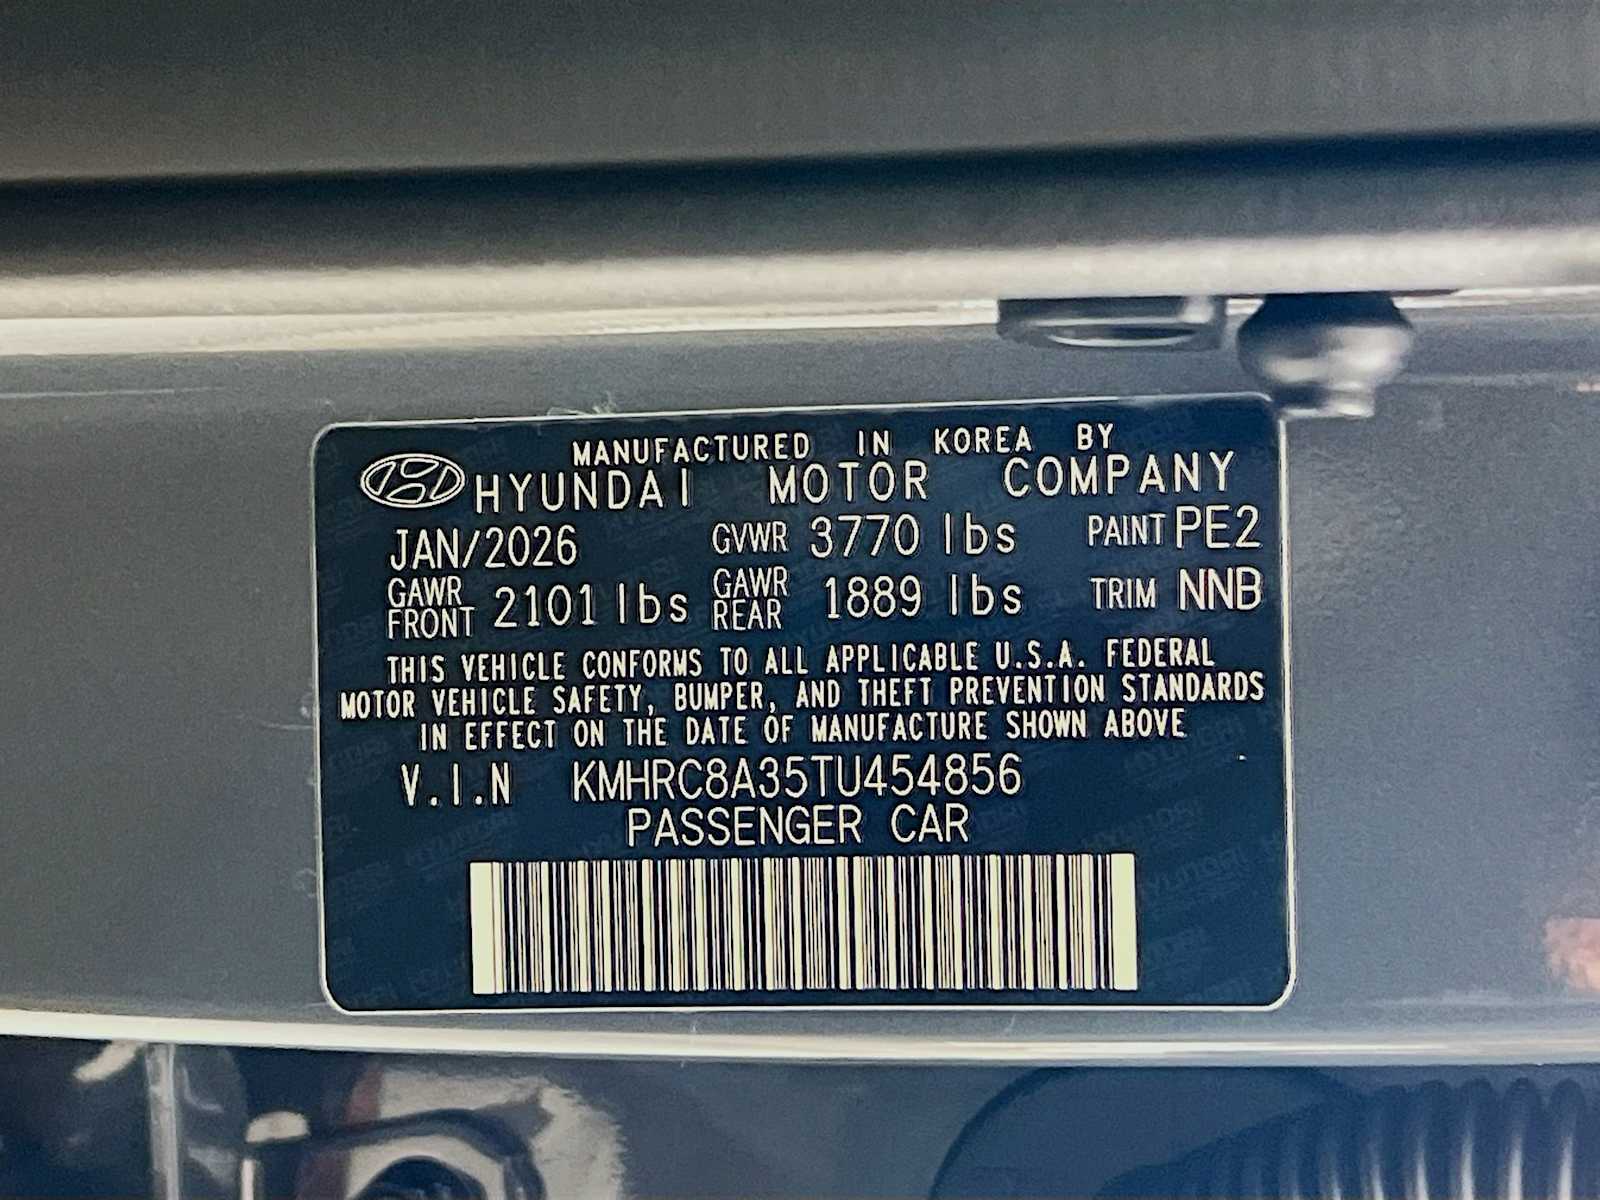 MANUFACTURED IN KOREA BY
HYUNDAI MOTOR COMPANY
JAN/2026 GVWR 3770 lbs PAINT PE2
GAWR FRONT 2101 lbs GAWR REAR 1889 lbs TRIM NNB
THIS VEHICLE CONFORMS TO ALL APPLICABLE U.S.A. FEDERAL
MOTOR VEHICLE SAFETY, BUMPER, AND THEFT PREVENTION STANDARDS
IN EFFECT ON THE DATE OF MANUFACTURE SHOWN ABOVE
V.I.N KMHRC8A35TU454856
PASSENGER CAR